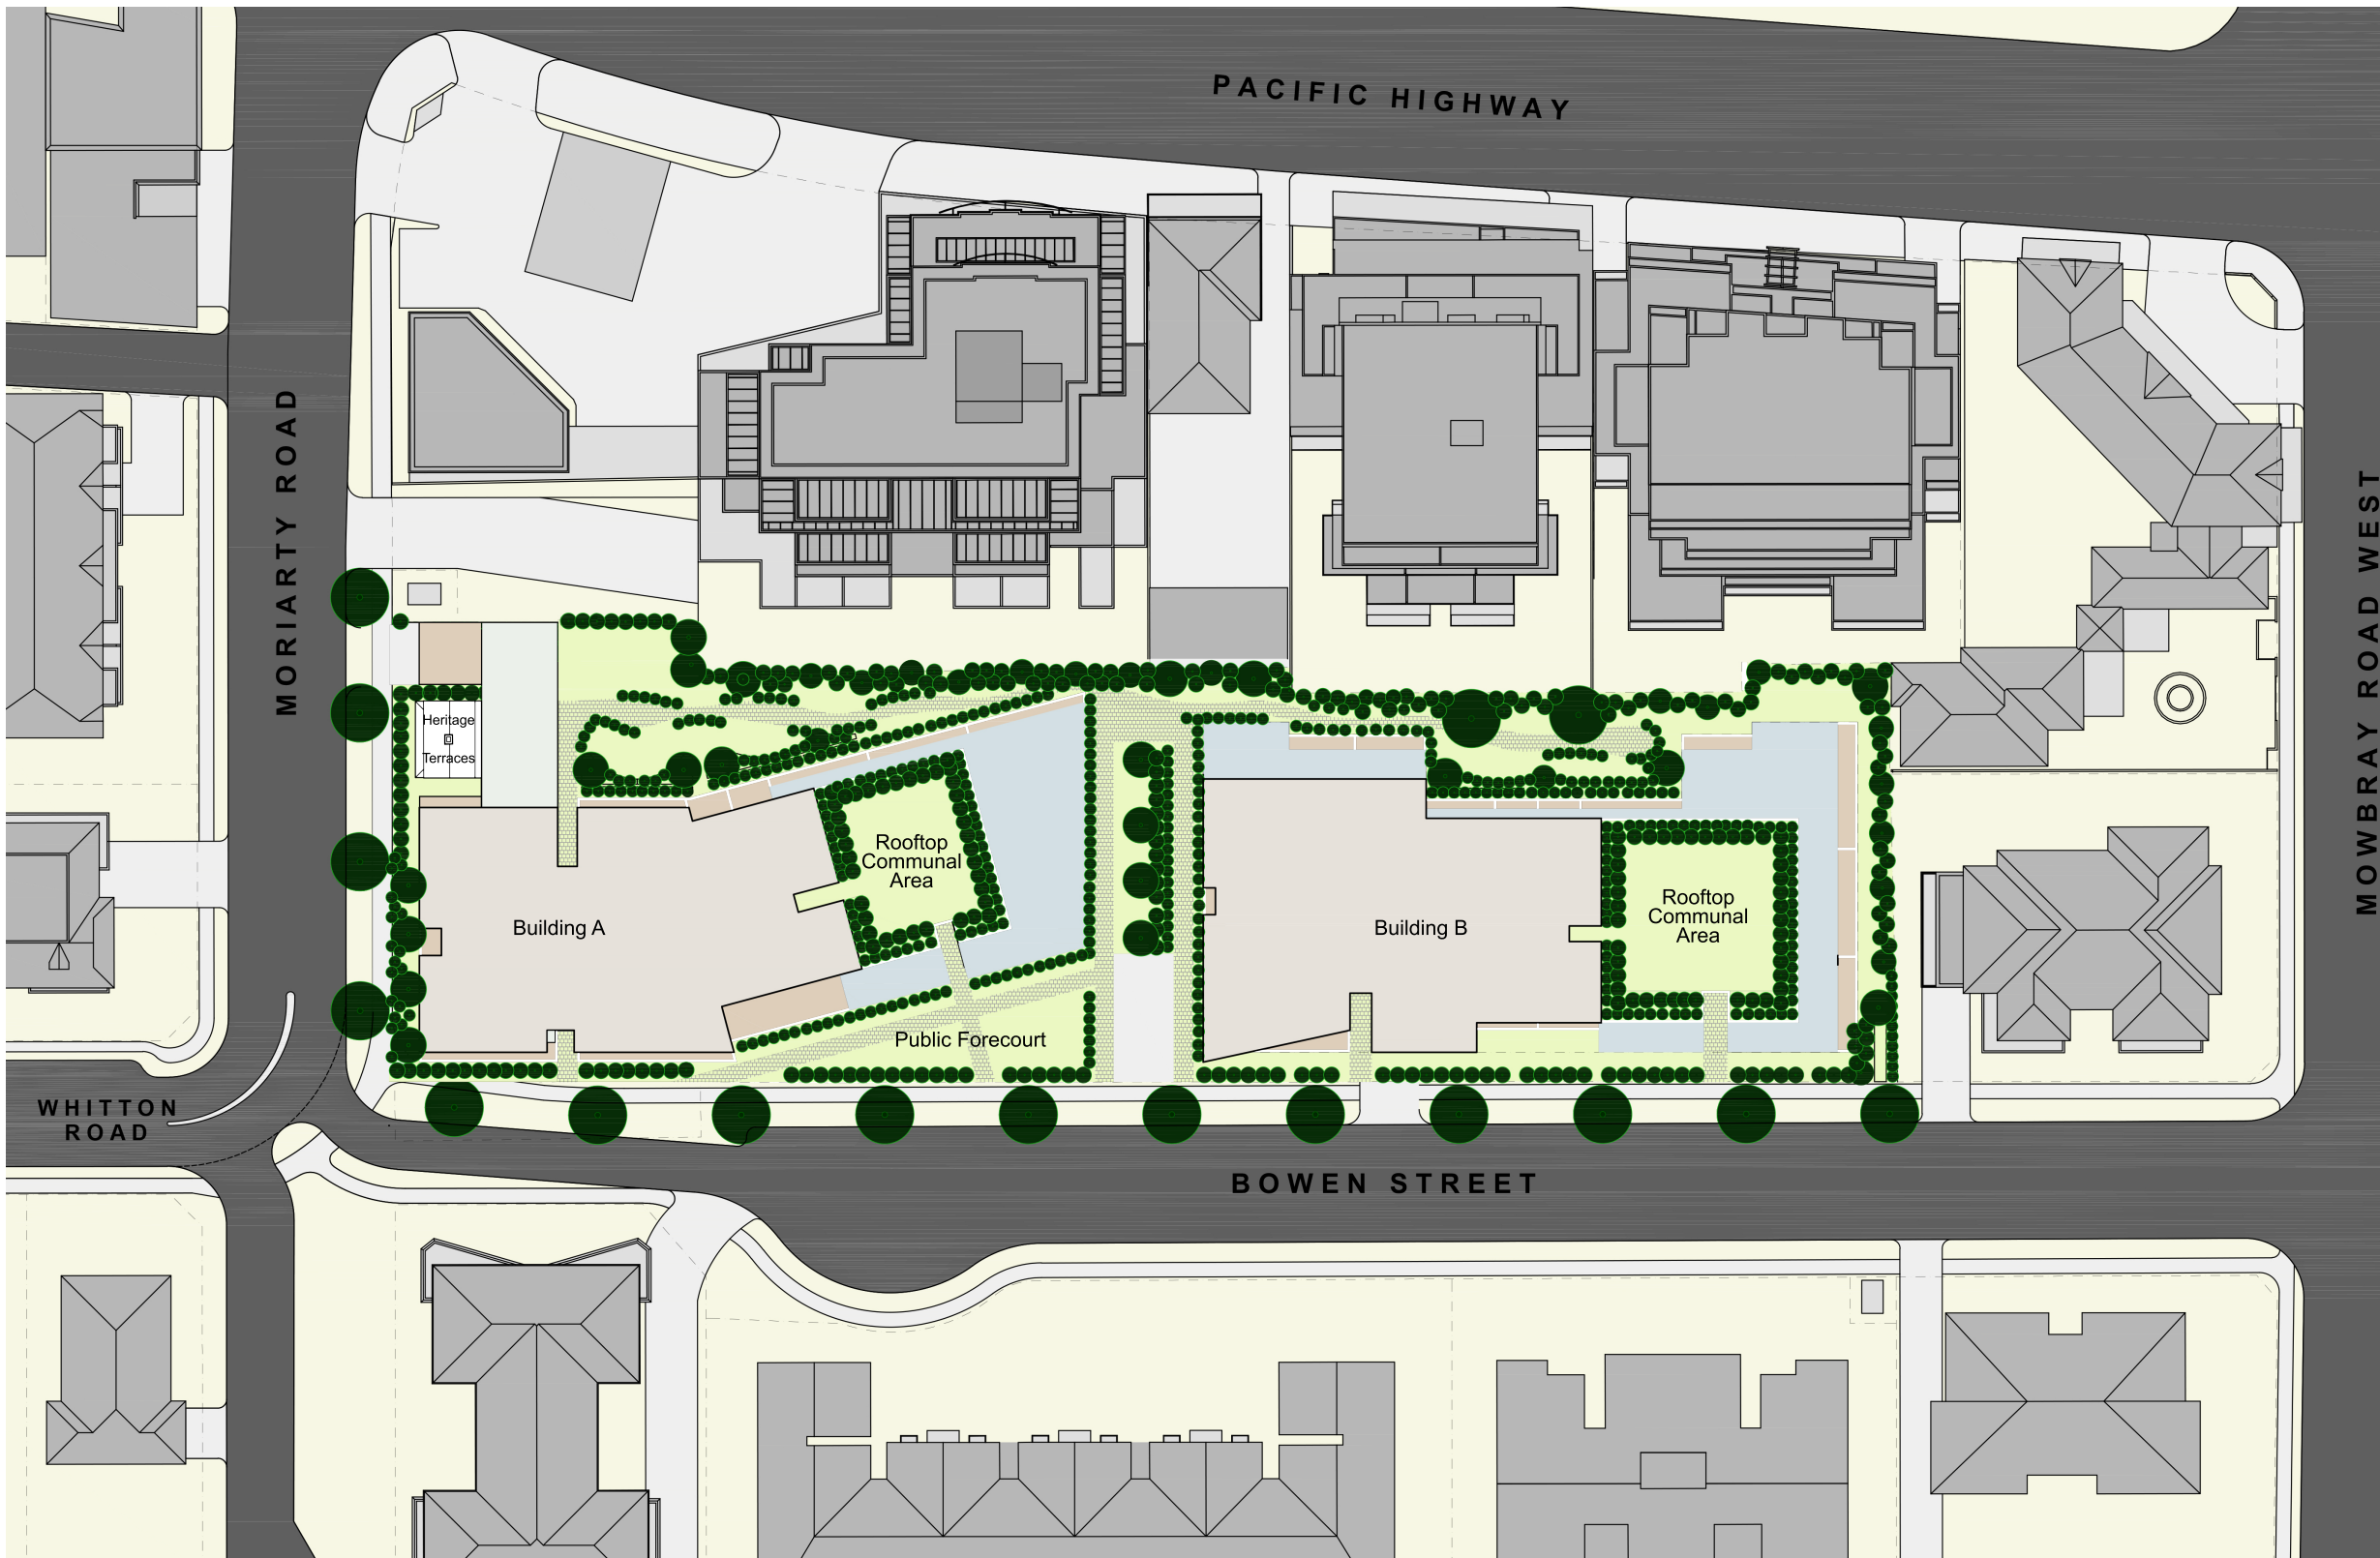 PACIFIC HIGHWAY
MORIARTY ROAD
MOWBRAY ROAD WEST
Heritage
Terraces
Rooftop
Communal
Area
Building A
Building B
Rooftop
Communal
Area
Public Forecourt
WHITTON
ROAD
BOWEN STREET